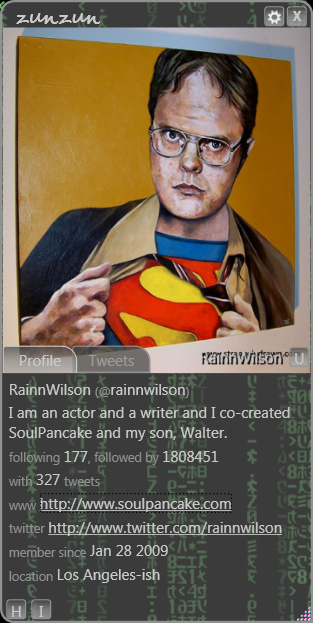 zunzun
X
RainnWilson
U
Profile Tweets
RainnWilson (@rainnwilson)
I am an actor and a writer and I co-created
SoulPancake and my son, Walter.
following 177, followed by 1808451
with 327 tweets
www http://www.soulpancake.com
twitter http://www.twitter.com/rainnwilson
member since Jan 28 2009
location Los Angeles-ish
H I